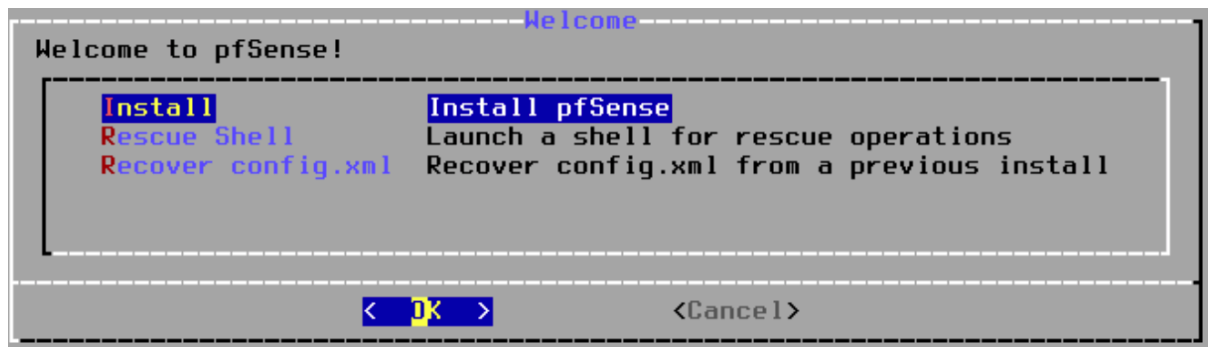 Welcome
Welcome to pfSense!
Install Install pfSense
Rescue Shell Launch a shell for rescue operations
Recover config.xml Recover config.xml from a previous install
< OK > <Cancel>